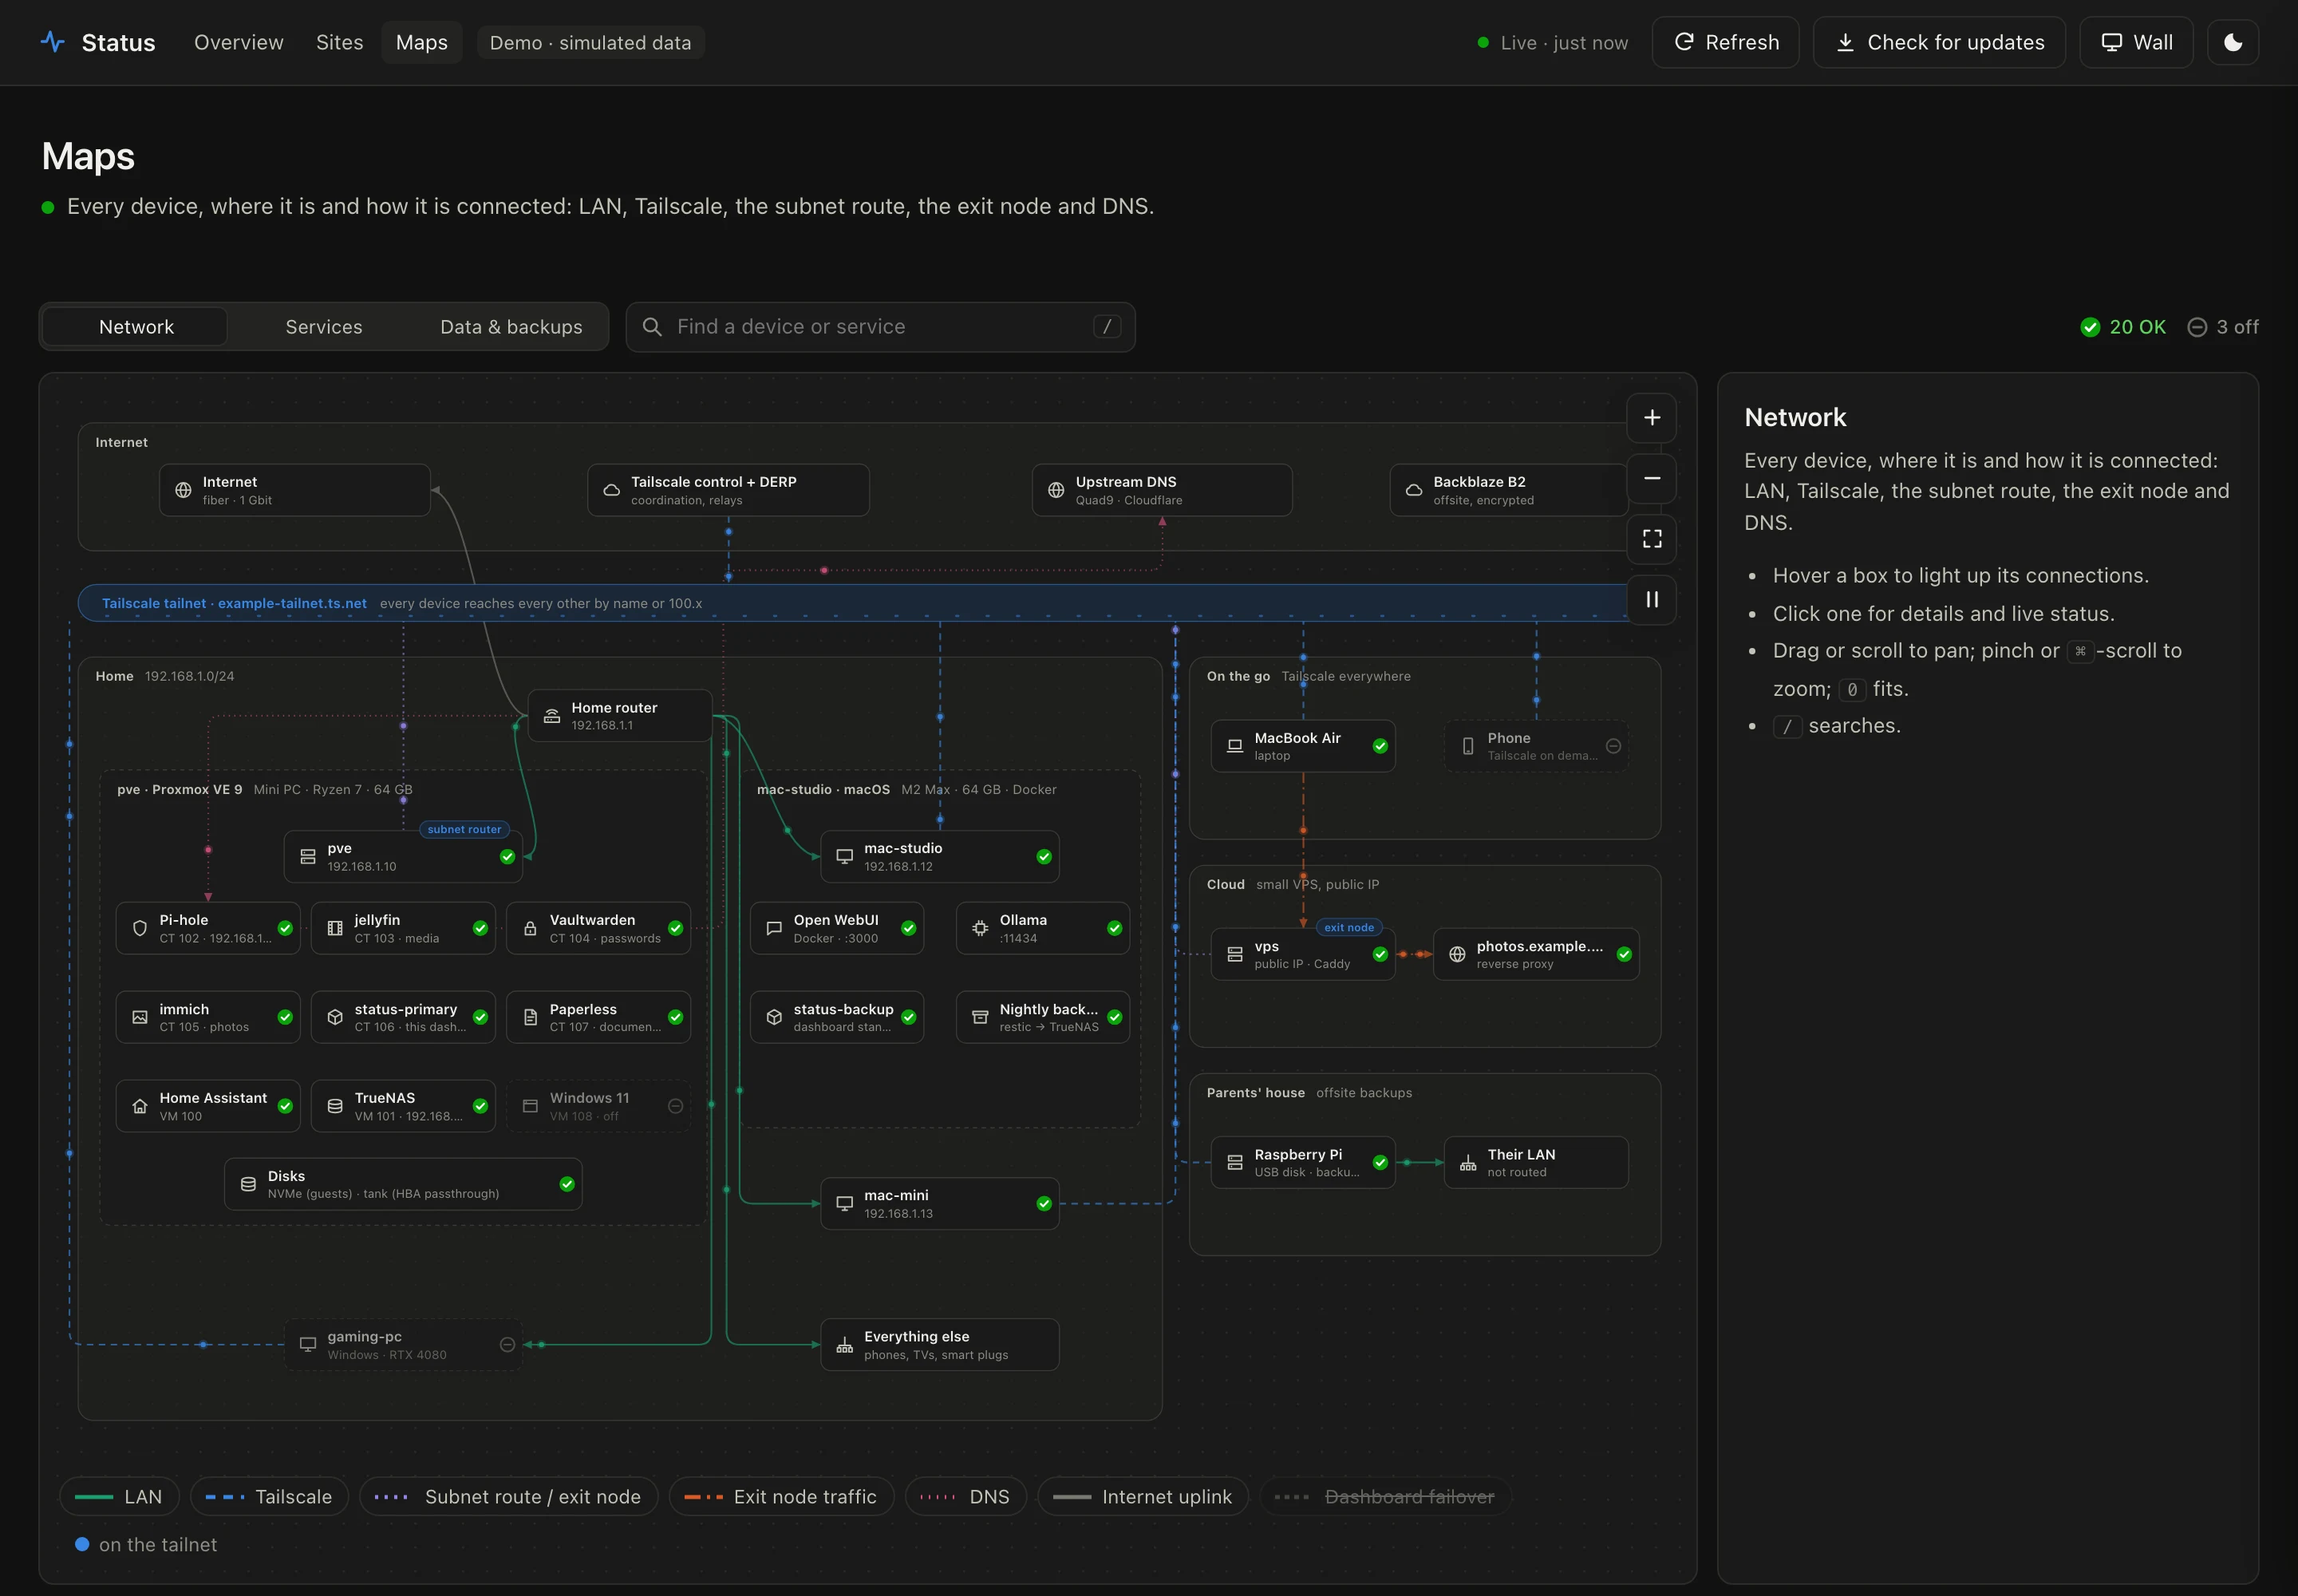 Status
Overview
Sites
Maps
Demo · simulated data
Live · just now
Refresh
Check for updates
Wall
Maps
Every device, where it is and how it is connected: LAN, Tailscale, the subnet route, the exit node and DNS.
Network
Services
Data & backups
Find a device or service
/
20 OK
3 off
Internet
Internet
fiber · 1 Gbit
Tailscale control + DERP
coordination, relays
Upstream DNS
Quad9 · Cloudflare
Backblaze B2
offsite, encrypted
Tailscale tailnet · example-tailnet.ts.net every device reaches every other by name or 100.x
Home 192.168.1.0/24
Home router
192.168.1.1
pve · Proxmox VE 9 Mini PC · Ryzen 7 · 64 GB
subnet router
pve
192.168.1.10
Pi-hole
CT 102 · 192.168.1...
jellyfin
CT 103 · media
Vaultwarden
CT 104 · passwords
immich
CT 105 · photos
status-primary
CT 106 · this dash...
Paperless
CT 107 · documen...
Home Assistant
VM 100
TrueNAS
VM 101 · 192.168....
Windows 11
VM 108 · off
Disks
NVMe (guests) · tank (HBA passthrough)
gaming-pc
Windows · RTX 4080
mac-studio · macOS M2 Max · 64 GB · Docker
mac-studio
192.168.1.12
Open WebUI
Docker · :3000
Ollama
:11434
status-backup
dashboard stan...
Nightly back...
restic → TrueNAS
mac-mini
192.168.1.13
Everything else
phones, TVs, smart plugs
On the go Tailscale everywhere
MacBook Air
laptop
Phone
Tailscale on dema...
Cloud small VPS, public IP
exit node
vps
public IP · Caddy
photos.example....
reverse proxy
Parents' house offsite backups
Raspberry Pi
USB disk · backu...
Their LAN
not routed
LAN
Tailscale
Subnet route / exit node
Exit node traffic
DNS
Internet uplink
Dashboard failover
on the tailnet
Network
Every device, where it is and how it is connected:
LAN, Tailscale, the subnet route, the exit node and
DNS.
• Hover a box to light up its connections.
• Click one for details and live status.
• Drag or scroll to pan; pinch or ⌘-scroll to
zoom; 0 fits.
• / searches.